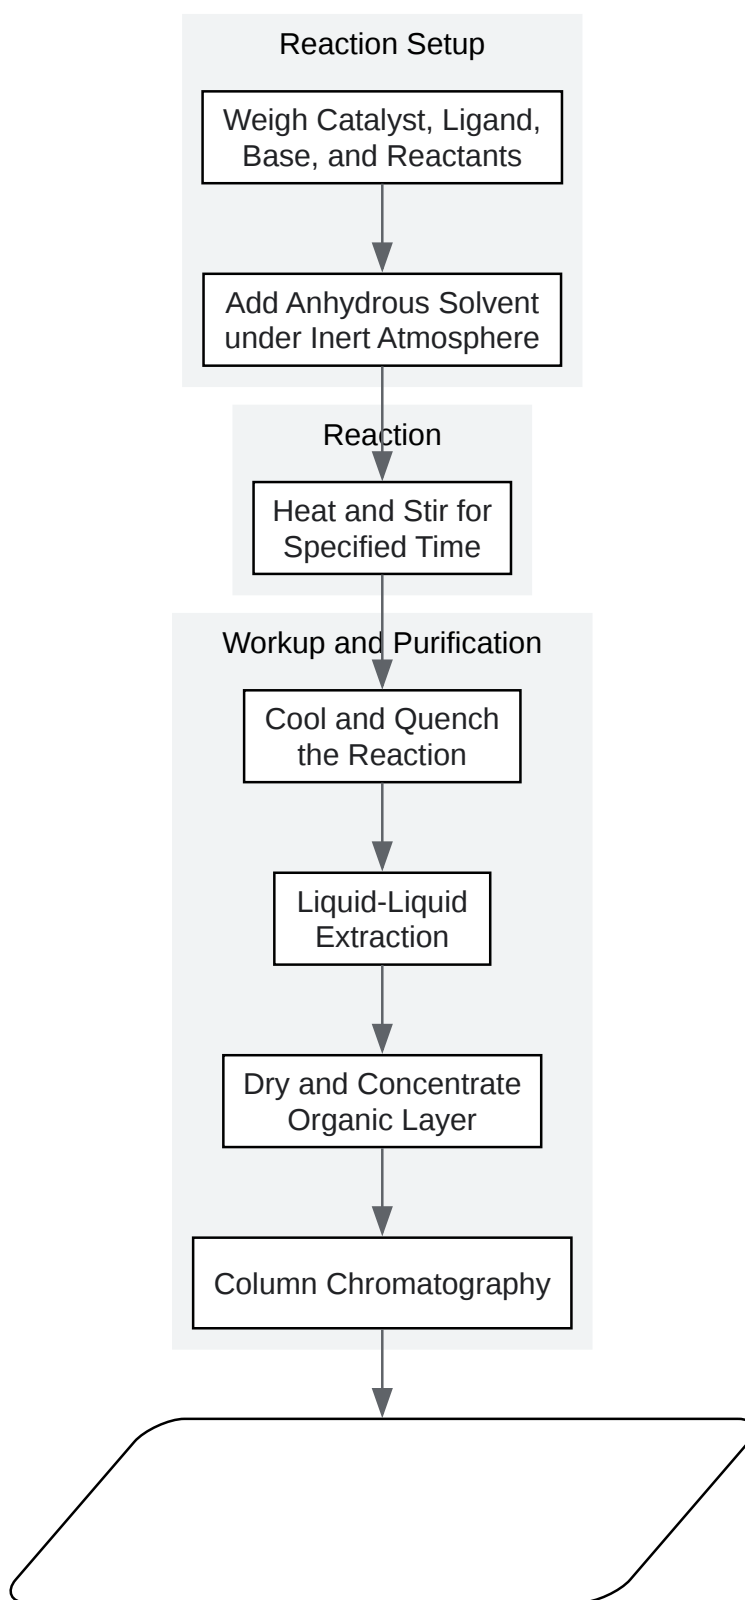 Reaction Setup
Weigh Catalyst, Ligand,
Base, and Reactants
Add Anhydrous Solvent
under Inert Atmosphere
Reaction
Heat and Stir for
Specified Time
Workup and Purification
Cool and Quench
the Reaction
Liquid-Liquid
Extraction
Dry and Concentrate
Organic Layer
Column Chromatography